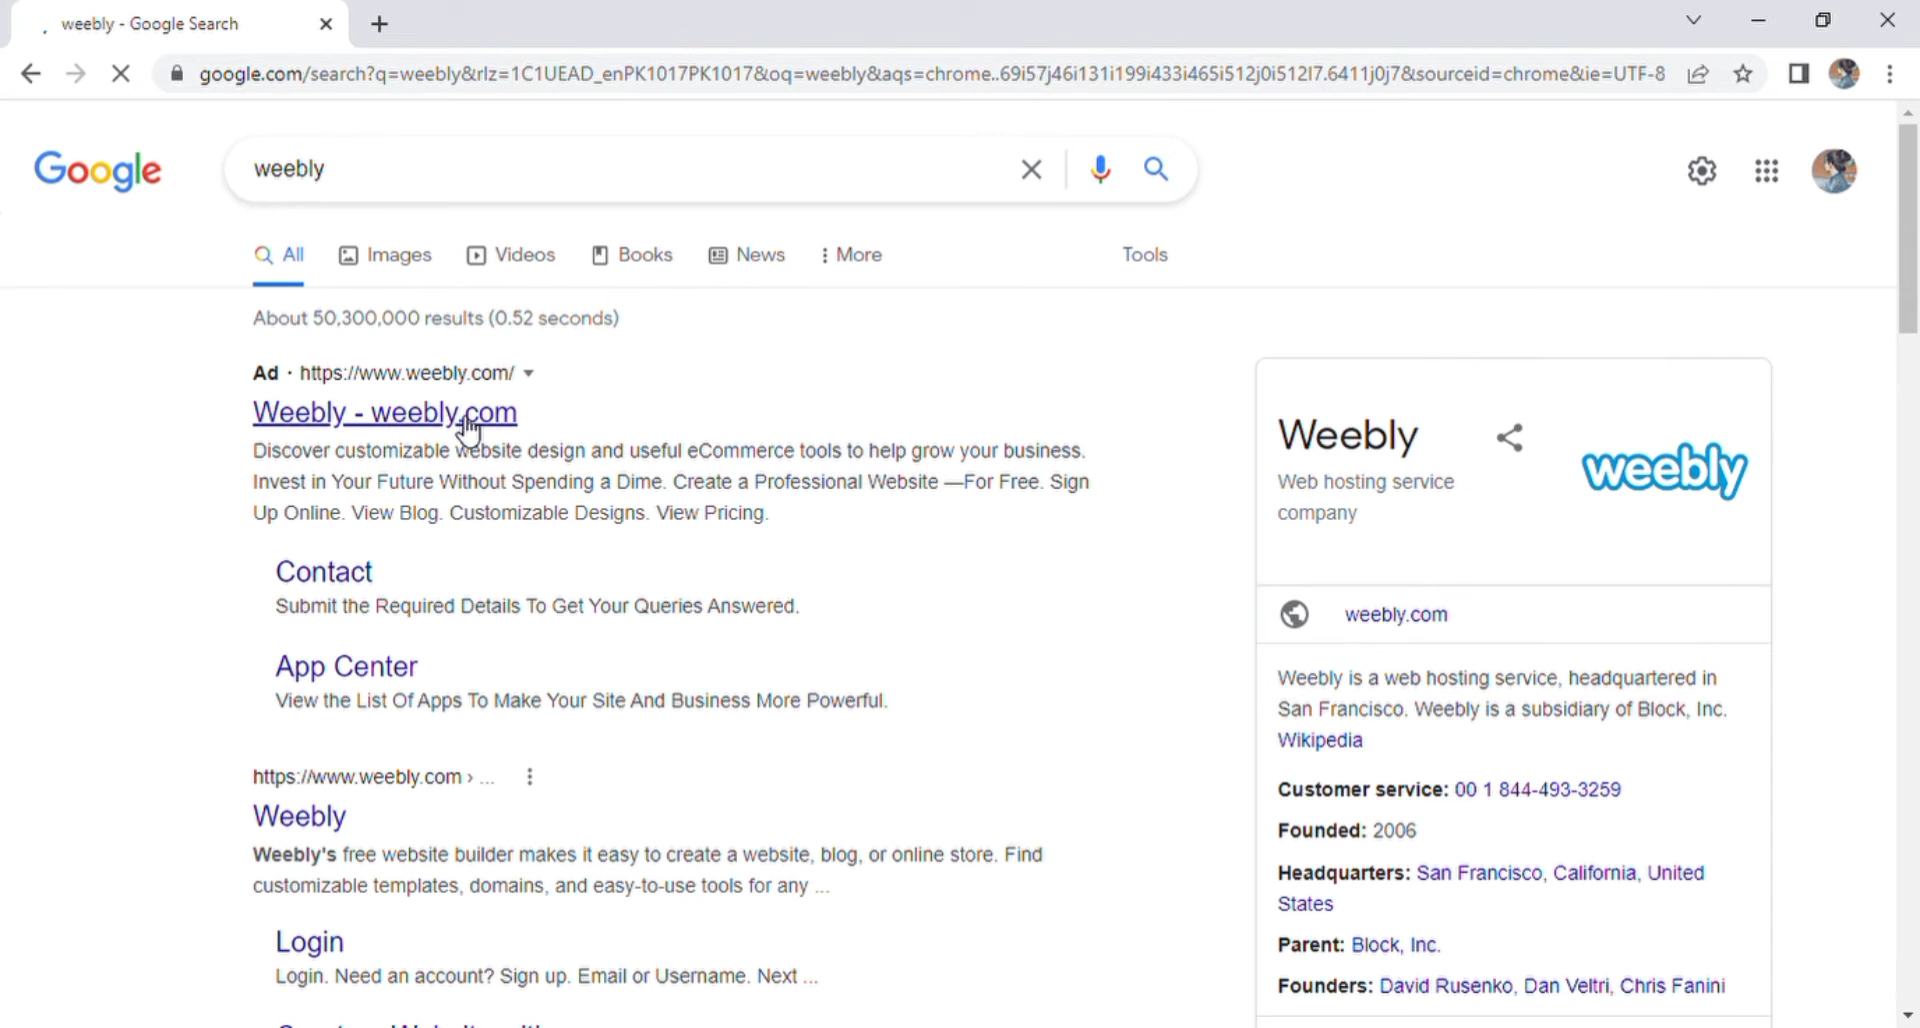 weebly - Google Search
google.com/search?q=weebly&rlz=1C1UEAD_enPK1017PK1017&oq=weebly&aqs=chrome..69i57j46i131i199i433i465i512j0i512l7.6411j0j7&sourceid=chrome&ie=UTF-8
Google
weebly
All
Images
Videos
Books
News
More
Tools
About 50,300,000 results (0.52 seconds)
Ad · https://www.weebly.com/
Weebly - weebly.com
Discover customizable website design and useful eCommerce tools to help grow your business.
Invest in Your Future Without Spending a Dime. Create a Professional Website —For Free. Sign
Up Online. View Blog. Customizable Designs. View Pricing.
Contact
Submit the Required Details To Get Your Queries Answered.
App Center
View the List Of Apps To Make Your Site And Business More Powerful.
https://www.weebly.com › ...
Weebly
Weebly's free website builder makes it easy to create a website, blog, or online store. Find
customizable templates, domains, and easy-to-use tools for any ...
Login
Login. Need an account? Sign up. Email or Username. Next ...
Weebly
Web hosting service
company
weebly
weebly.com
Weebly is a web hosting service, headquartered in
San Francisco. Weebly is a subsidiary of Block, Inc.
Wikipedia
Customer service: 00 1 844-493-3259
Founded: 2006
Headquarters: San Francisco, California, United
States
Parent: Block, Inc.
Founders: David Rusenko, Dan Veltri, Chris Fanini